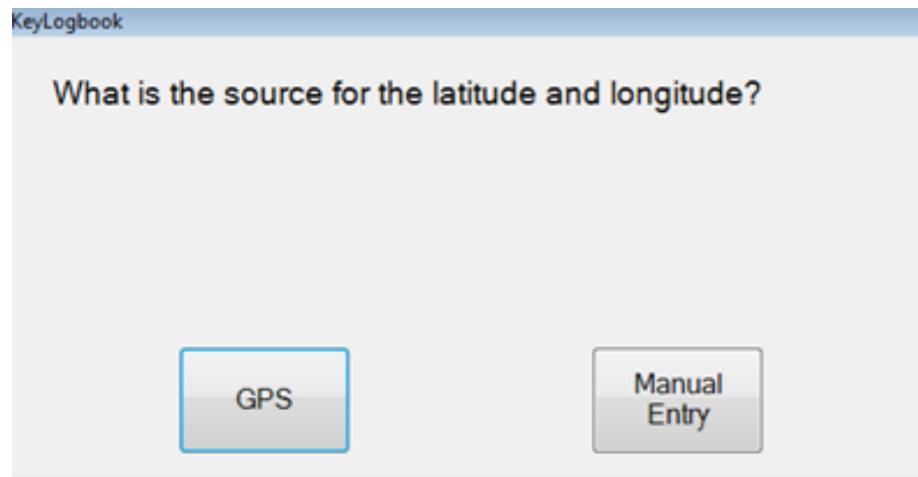 KeyLogbook
What is the source for the latitude and longitude?
GPS
Manual
Entry